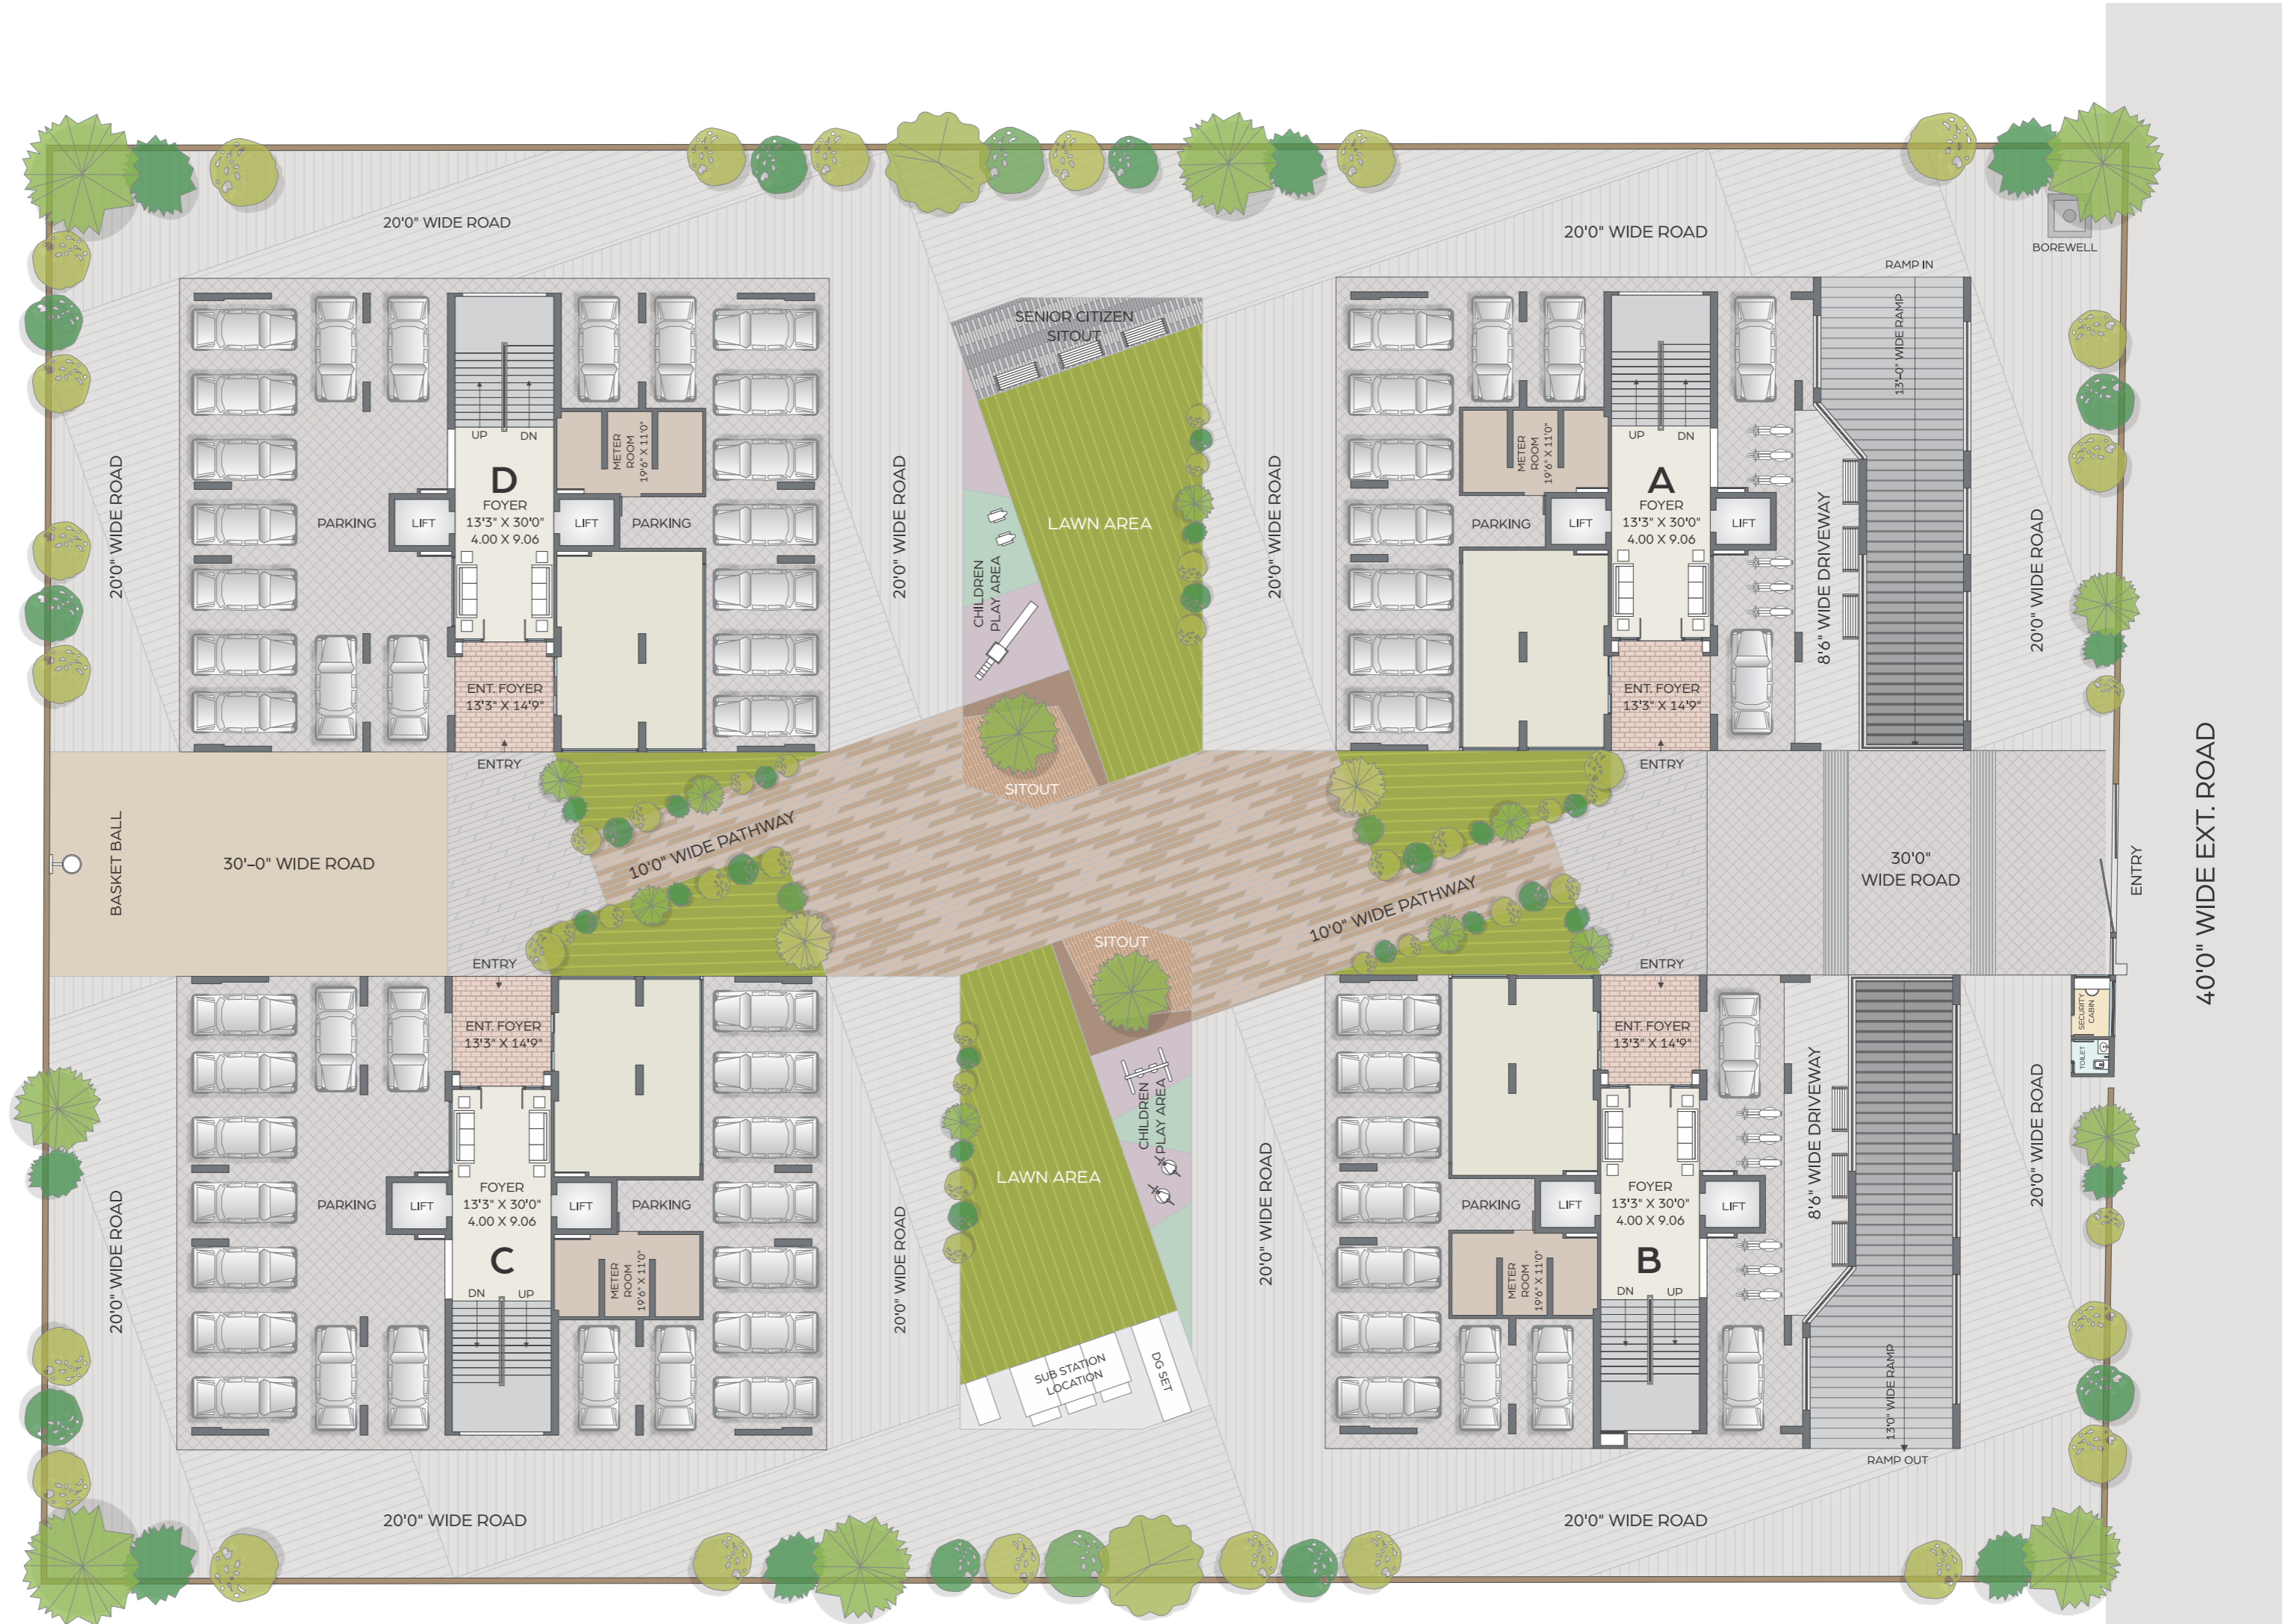 20'0" WIDE ROAD
20'0" WIDE ROAD
BOREWELL
RAMP IN
13'-0" WIDE RAMP
SENIOR CITIZEN
SITOUT
20'0" WIDE ROAD
UP
DN
METER
ROOM
19'6" X 11'0"
D
FOYER
13'3" X 30'0"
4.00 X 9.06
LIFT
LIFT
PARKING
PARKING
ENT. FOYER
13'3" X 14'9"
ENTRY
20'0" WIDE ROAD
LAWN AREA
CHILDREN
PLAY AREA
SITOUT
20'0" WIDE ROAD
UP
DN
METER
ROOM
19'6" X 11'0"
A
FOYER
13'3" X 30'0"
4.00 X 9.06
PARKING
LIFT
LIFT
ENT. FOYER
13'3" X 14'9"
ENTRY
8'6" WIDE DRIVEWAY
20'0" WIDE ROAD
40'0" WIDE EXT. ROAD
BASKET BALL
30'-0" WIDE ROAD
10'0" WIDE PATHWAY
10'0" WIDE PATHWAY
30'0"
WIDE ROAD
ENTRY
ENTRY
ENT. FOYER
13'3" X 14'9"
20'0" WIDE ROAD
PARKING
LIFT
FOYER
13'3" X 30'0"
4.00 X 9.06
LIFT
PARKING
C
DN
UP
METER
ROOM
19'6" X 11'0"
20'0" WIDE ROAD
SITOUT
LAWN AREA
CHILDREN
PLAY AREA
SUB STATION
LOCATION
DG SET
20'0" WIDE ROAD
ENTRY
ENT. FOYER
13'3" X 14'9"
PARKING
LIFT
FOYER
13'3" X 30'0"
4.00 X 9.06
LIFT
B
DN
UP
METER
ROOM
19'6" X 11'0"
8'6" WIDE DRIVEWAY
13'0" WIDE RAMP
RAMP OUT
20'0" WIDE ROAD
SECURITY
CABIN
TOILET
20'0" WIDE ROAD
20'0" WIDE ROAD